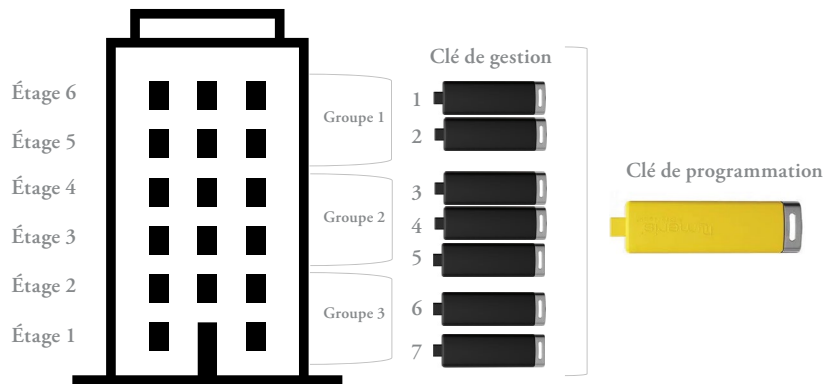 Étage 6
Étage 5
Étage 4
Étage 3
Étage 2
Étage 1
Groupe 1
Groupe 2
Groupe 3
Clé de gestion
1
2
3
4
5
6
7
Clé de programmation